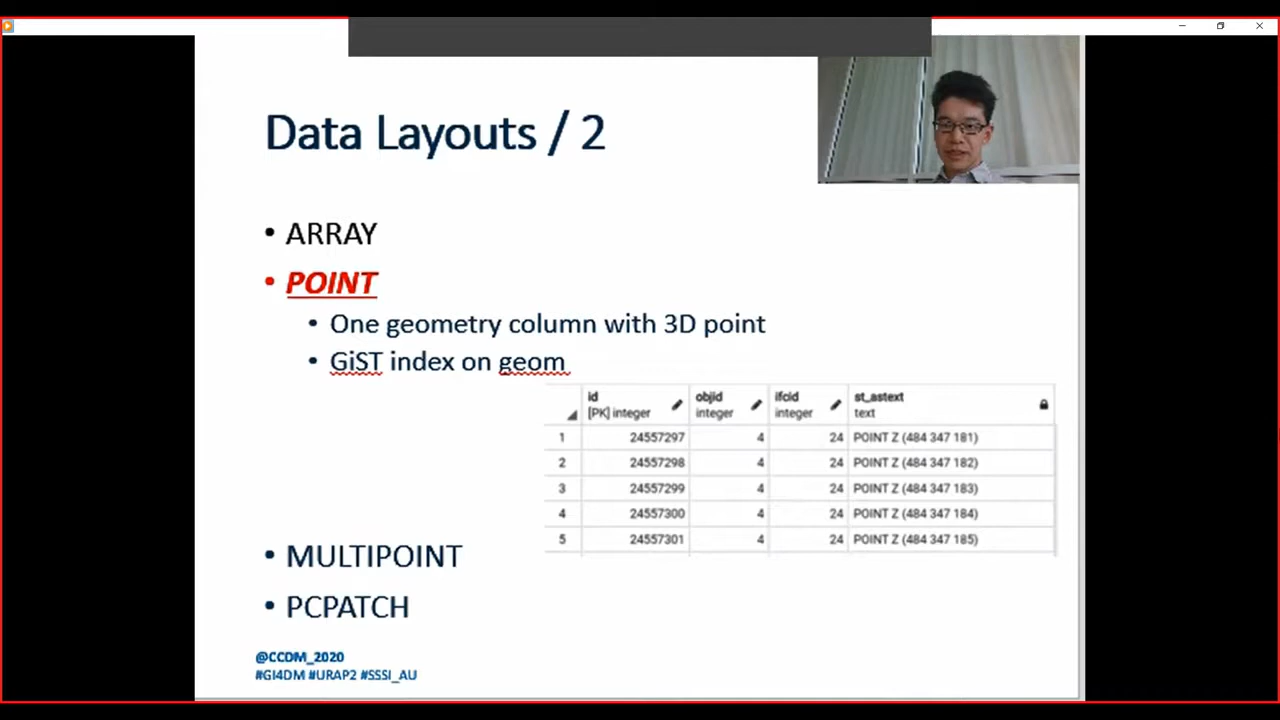 Data Layouts / 2
• ARRAY
• POINT
• One geometry column with 3D point
• GiST index on geom
id objid ifcid st_astext
[PK] integer integer integer text
1 24557297 4 24 POINT Z (484 347 181)
2 24557298 4 24 POINT Z (484 347 182)
3 24557299 4 24 POINT Z (484 347 183)
4 24557300 4 24 POINT Z (484 347 184)
5 24557301 4 24 POINT Z (484 347 185)
• MULTIPOINT
• PCPATCH
@CCDM_2020
#GI4DM #URAP2 #SSSI_AU